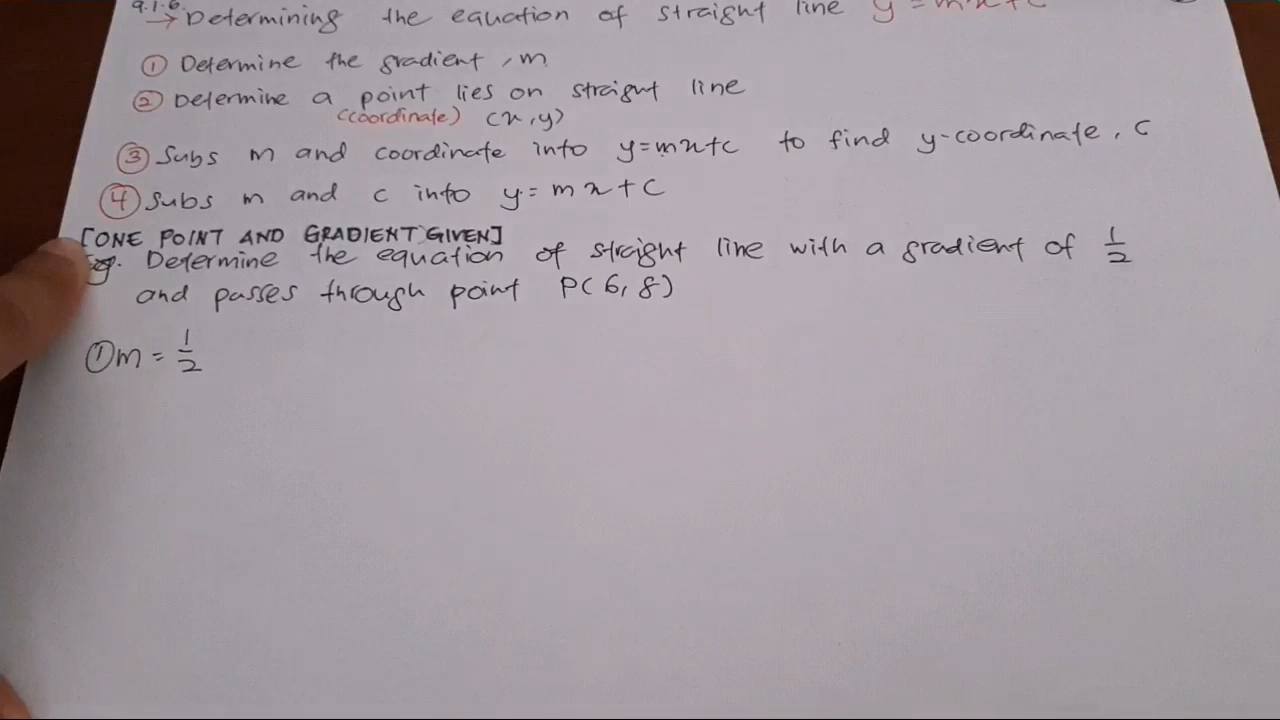 9.1.6
→ Determining the equation of straight line y = mx + c
① Determine the gradient, m
② Determine a point lies on straight line
(coordinate) (x, y)
③ Subs m and coordinate into y = mx + c to find y-coordinate, c
④ Subs m and c into y = mx + c
[ONE POINT AND GRADIENT GIVEN]
Eg. Determine the equation of straight line with a gradient of 1/2
and passes through point P(6, 8)
① m = 1/2